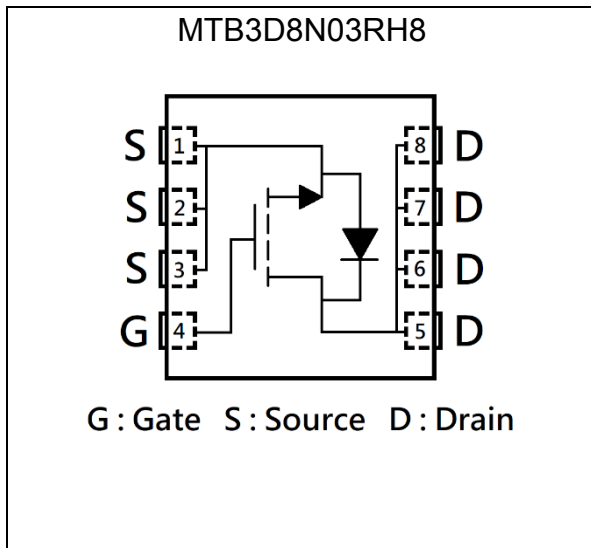 MTB3D8N03RH8
S 1 8 D
S 2 7 D
S 3 6 D
G 4 5 D
G : Gate S : Source D : Drain